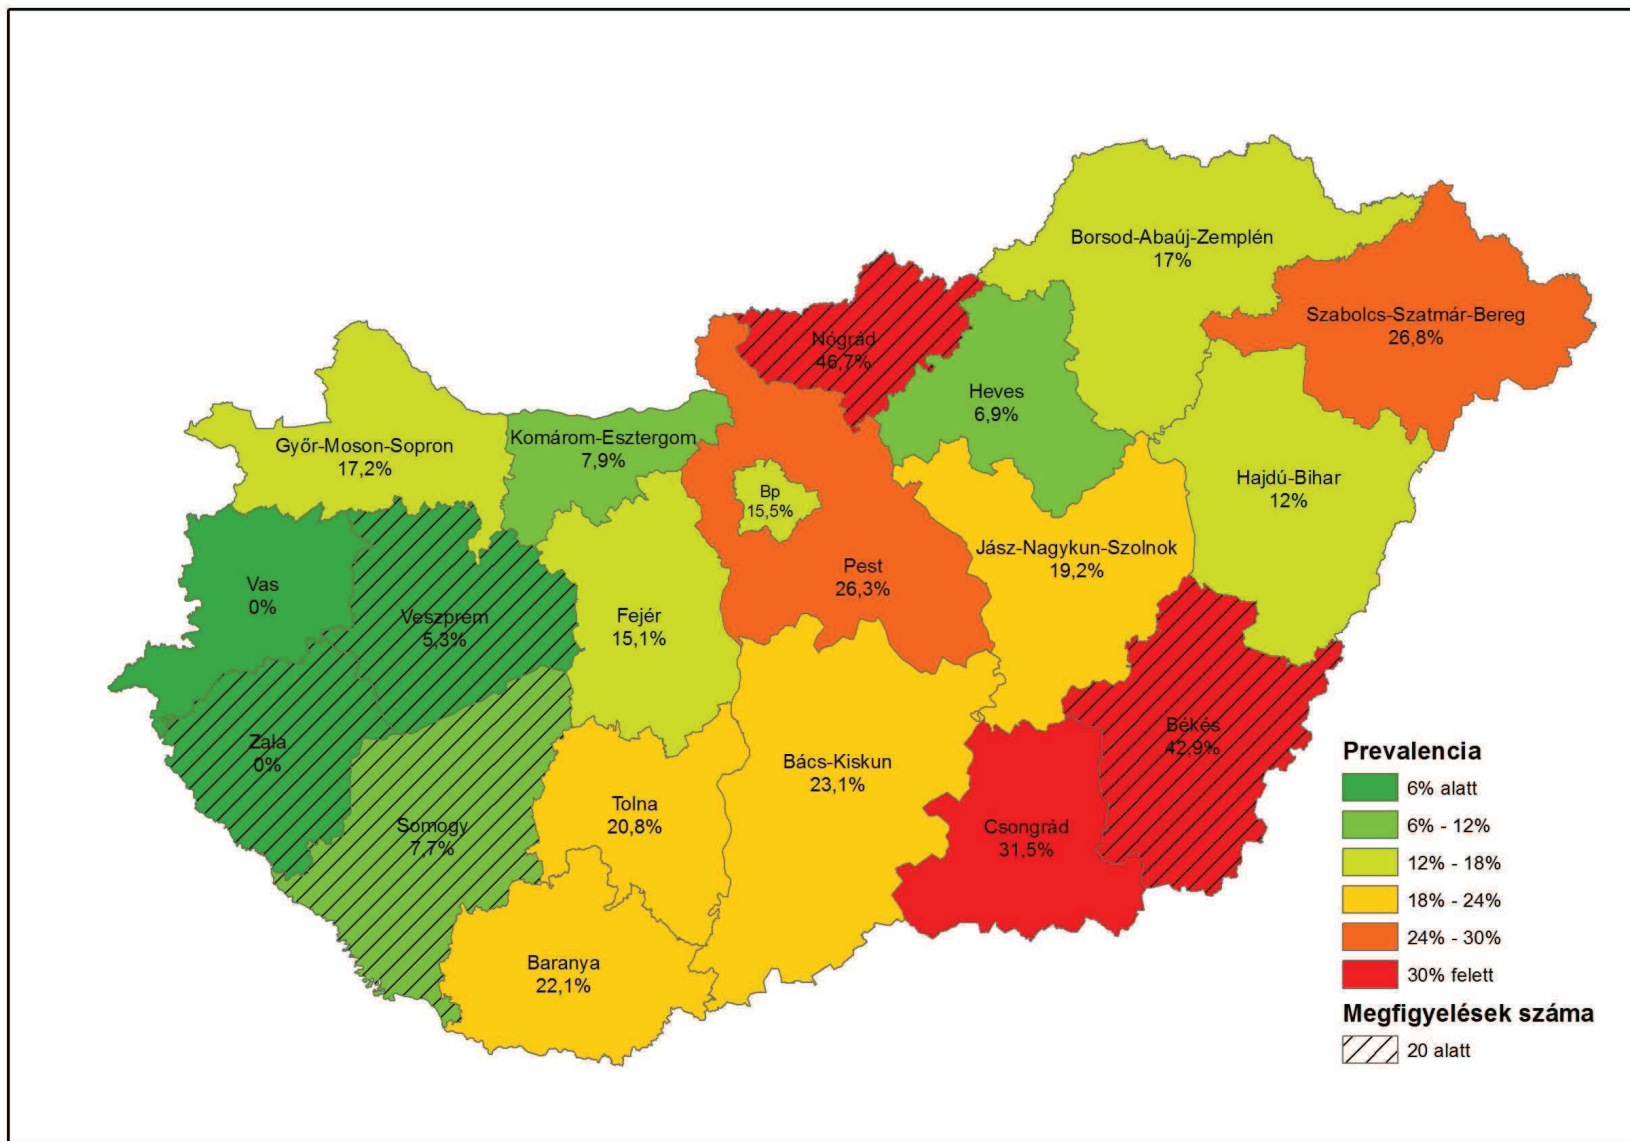 Borsod-Abaúj-Zemplén
17%
Szabolcs-Szatmár-Bereg
26,8%
Nógrád
46,7%
Heves
6,9%
Komárom-Esztergom
7,9%
Győr-Moson-Sopron
17,2%
Hajdú-Bihar
12%
Bp
15,5%
Jász-Nagykun-Szolnok
19,2%
Pest
26,3%
Vas
0%
Veszprém
5,3%
Fejér
15,1%
Zala
0%
Békés
42,9%
Bács-Kiskun
23,1%
Tolna
20,8%
Somogy
7,7%
Csongrád
31,5%
Baranya
22,1%
Prevalencia
6% alatt
6% - 12%
12% - 18%
18% - 24%
24% - 30%
30% felett
Megfigyelések száma
20 alatt